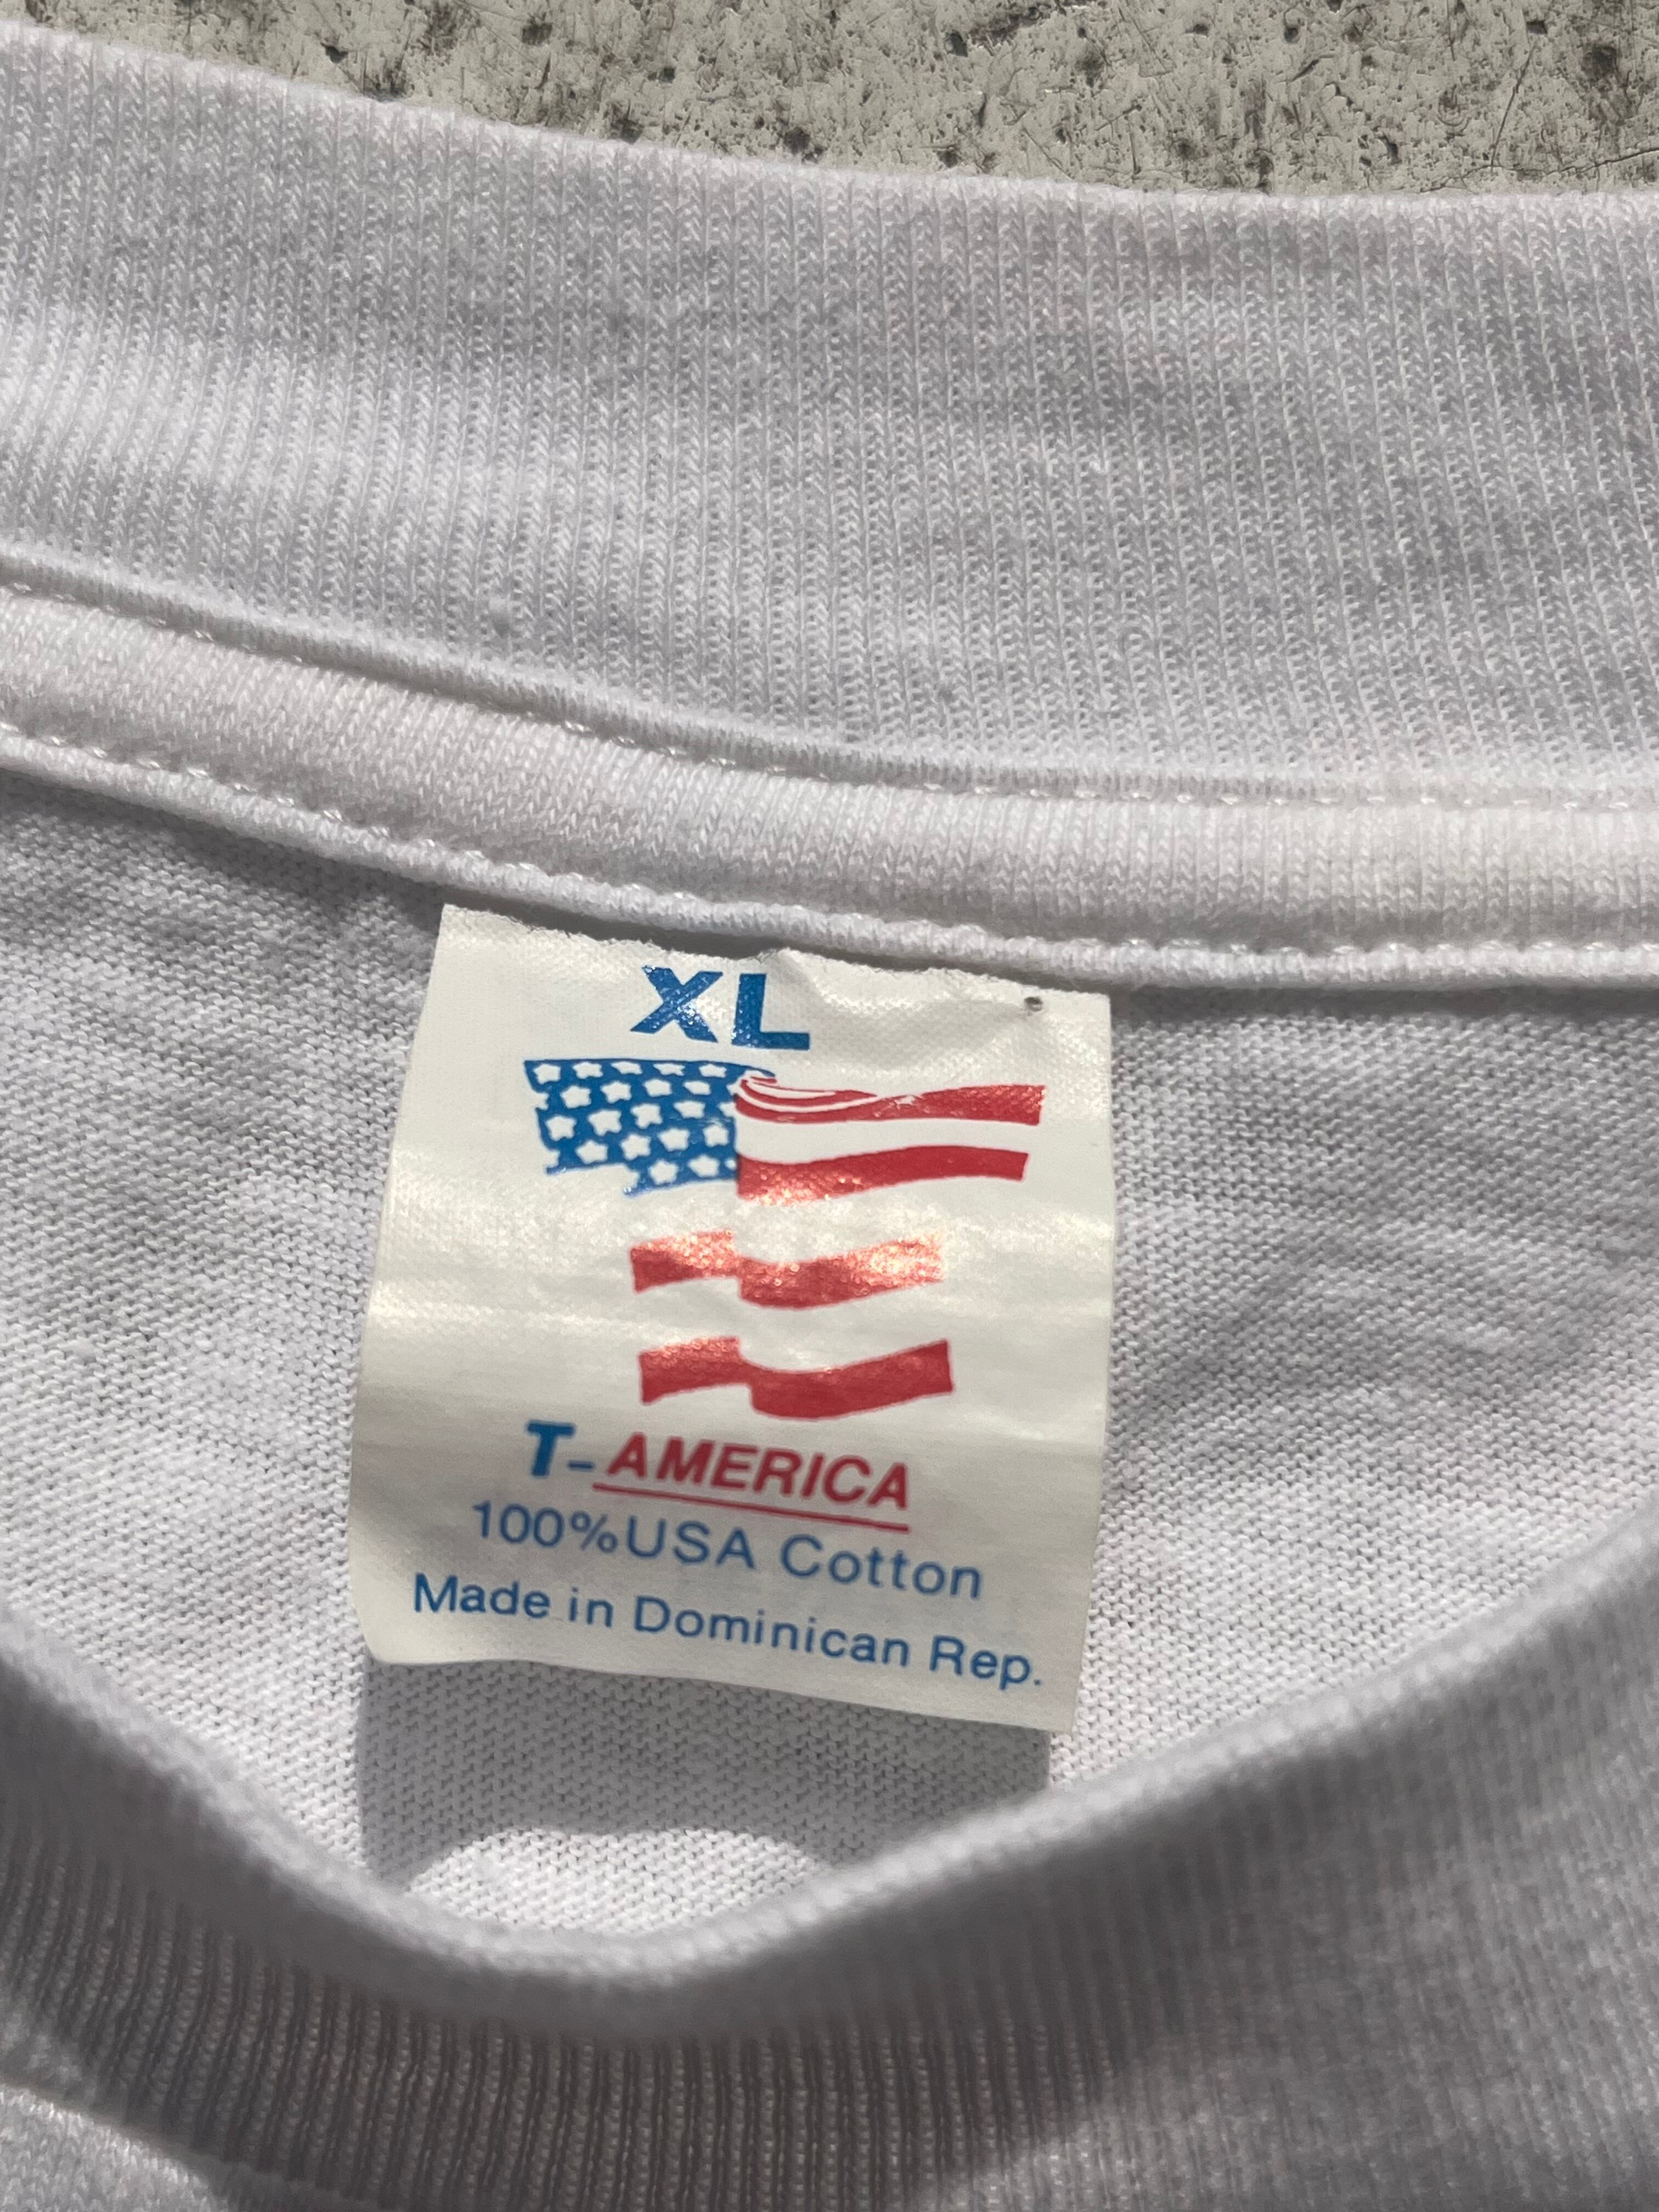 XL
T-AMERICA
100%USA Cotton
Made in Dominican Rep.